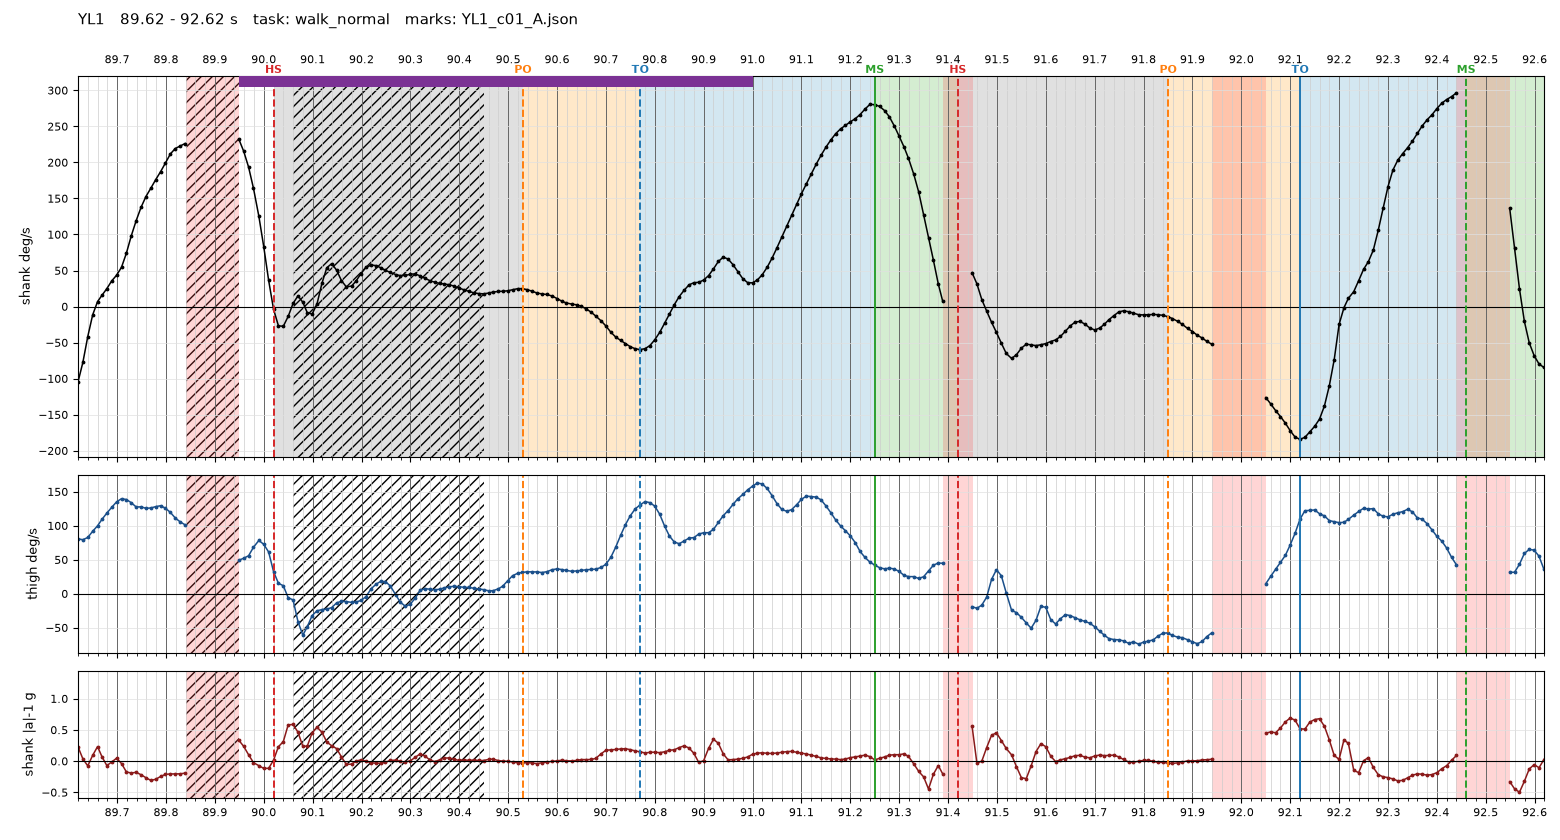 YL1   89.62 - 92.62 s   task: walk_normal   marks: YL1_c01_A.json
89.7 89.8 89.9 90.0 90.1 90.2 90.3 90.4 90.5 90.6 90.7 90.8 90.9 91.0 91.1 91.2 91.3 91.4 91.5 91.6 91.7 91.8 91.9 92.0 92.1 92.2 92.3 92.4 92.5 92.6
HS PO TO MS HS PO TO MS
shank deg/s
300
250
200
150
100
50
0
−50
−100
−150
−200
thigh deg/s
150
100
50
0
−50
shank |a|-1 g
1.0
0.5
0.0
−0.5
89.7 89.8 89.9 90.0 90.1 90.2 90.3 90.4 90.5 90.6 90.7 90.8 90.9 91.0 91.1 91.2 91.3 91.4 91.5 91.6 91.7 91.8 91.9 92.0 92.1 92.2 92.3 92.4 92.5 92.6